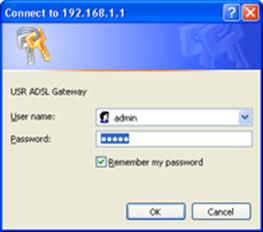 Connect to 192.168.1.1
USR ADSL Gateway
User name:
admin
Password:
●●●●●
Remember my password
OK
Cancel